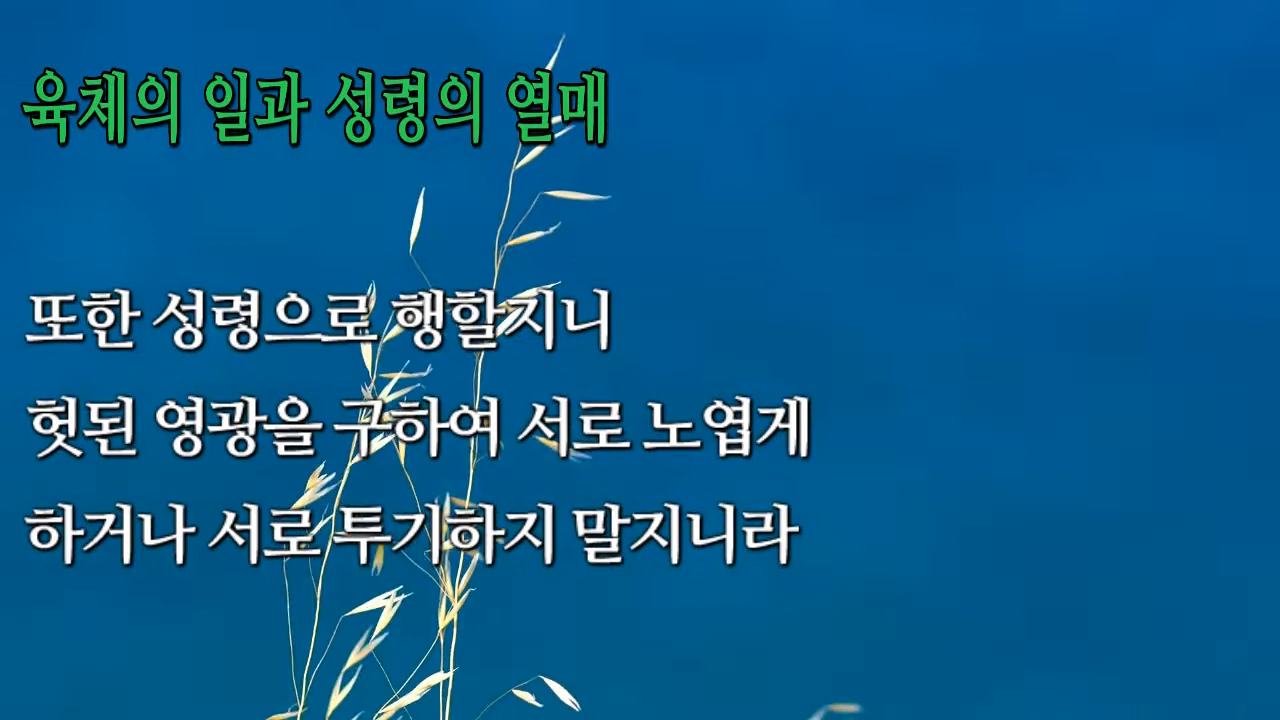 육체의 일과 성령의 열매
또한 성령으로 행할지니
헛된 영광을 구하여 서로 노엽게
하거나 서로 투기하지 말지니라